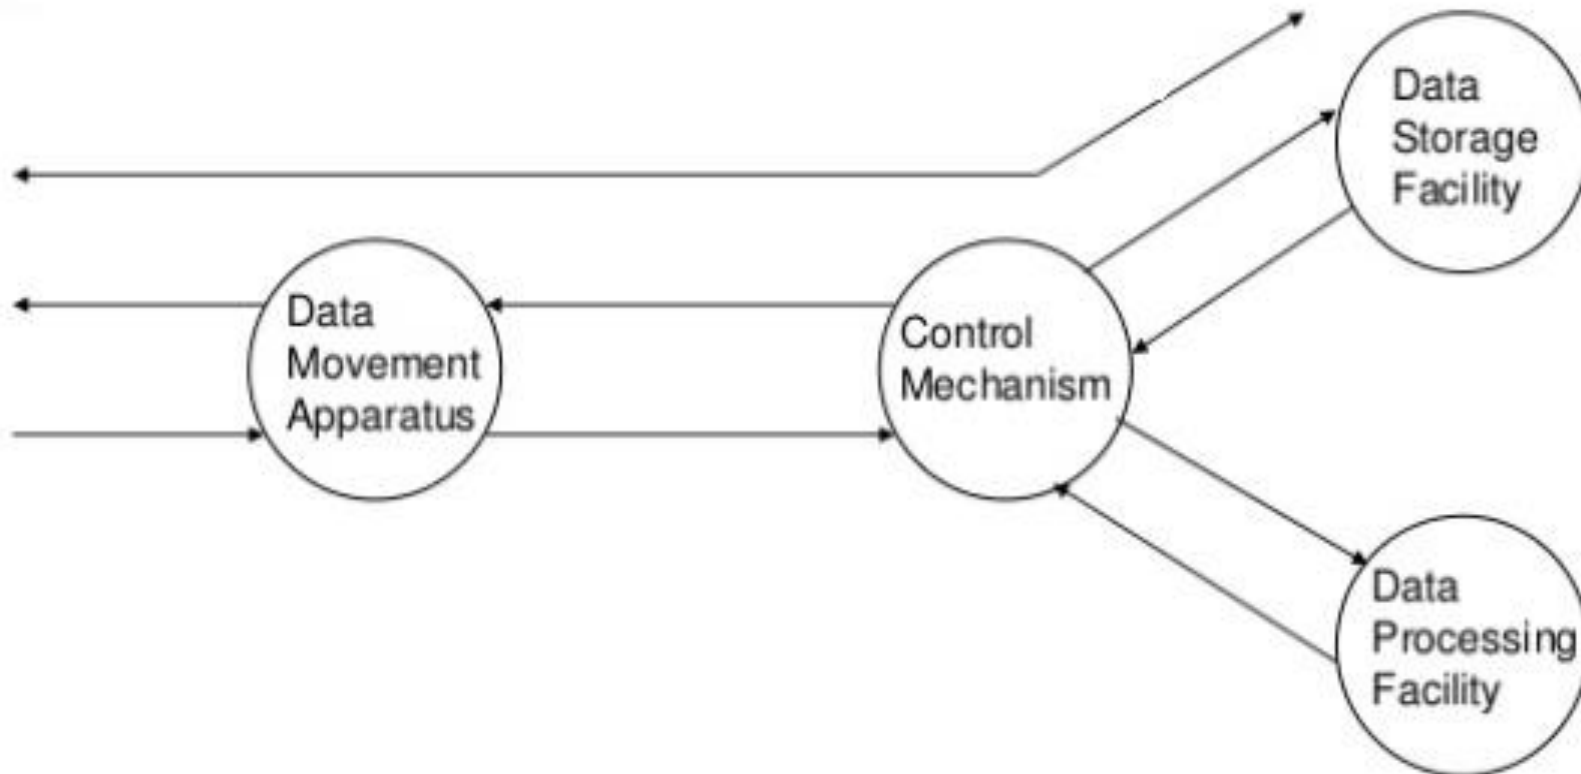 Data
Storage
Facility
Data
Movement
Apparatus
Control
Mechanism
Data
Processing
Facility